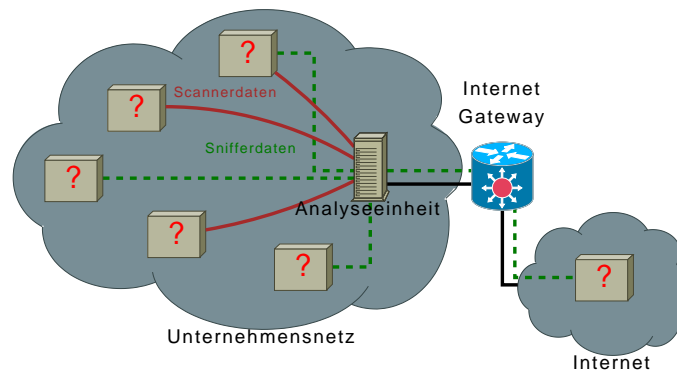 ?
Scannerdaten
?
Internet
Gateway
Snifferdaten
?
Analyseeinheit
?
?
?
Unternehmensnetz
Internet